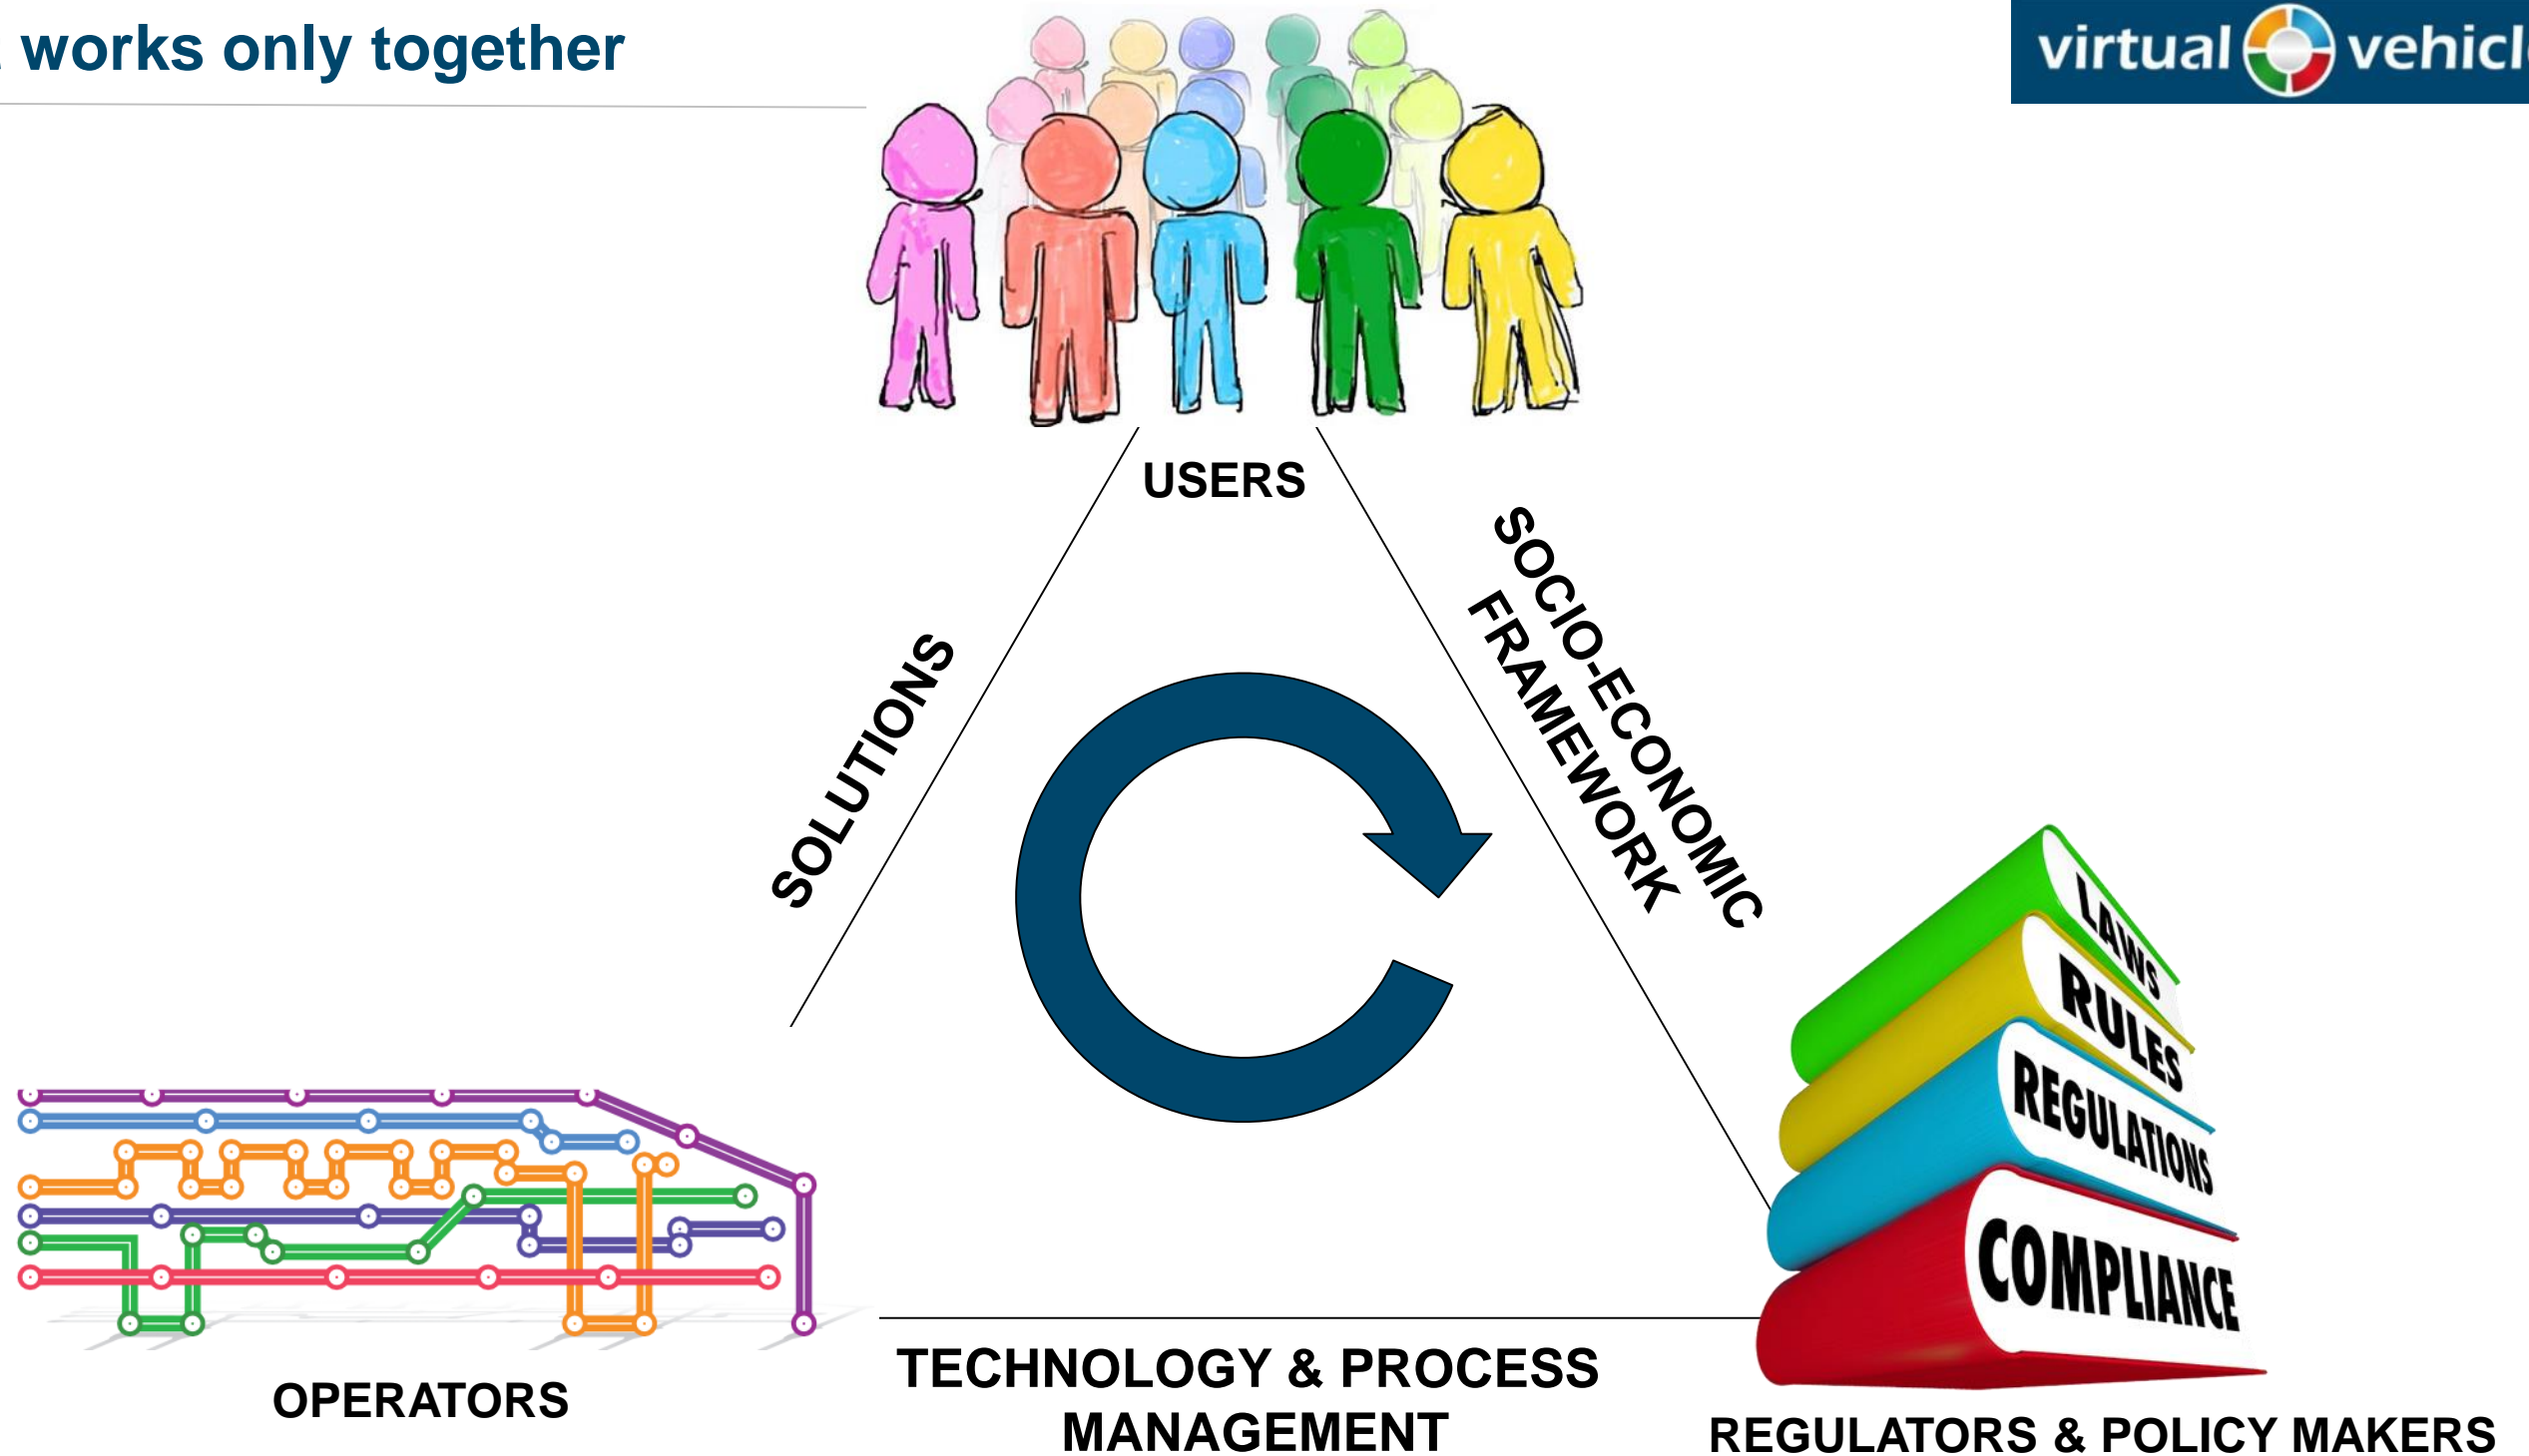 works only together
virtual vehicle
USERS
SOLUTIONS
SOCIO-ECONOMIC
FRAMEWORK
LAWS
RULES
REGULATIONS
COMPLIANCE
OPERATORS
TECHNOLOGY & PROCESS
MANAGEMENT
REGULATORS & POLICY MAKERS